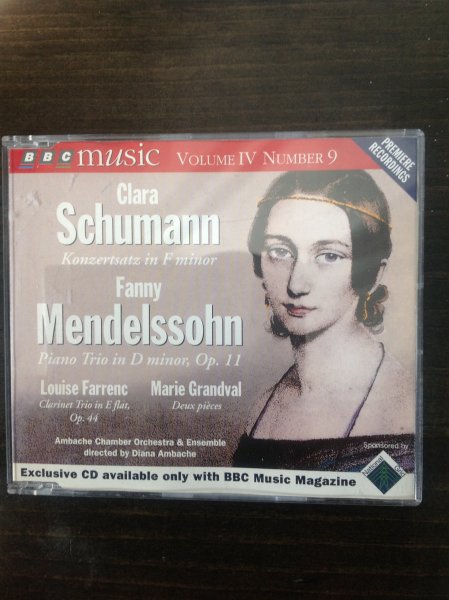 BBC music VOLUME IV NUMBER 9
PREMIERE
RECORDINGS
Clara
Schumann
Konzertsatz in F minor
Fanny
Mendelssohn
Piano Trio in D minor, Op. 11
Louise Farrenc
Clarinet Trio in E flat,
Op. 44
Marie Grandval
Deux pièces
Ambache Chamber Orchestra & Ensemble
directed by Diana Ambache
Sponsored by
National
Exclusive CD available only with BBC Music Magazine